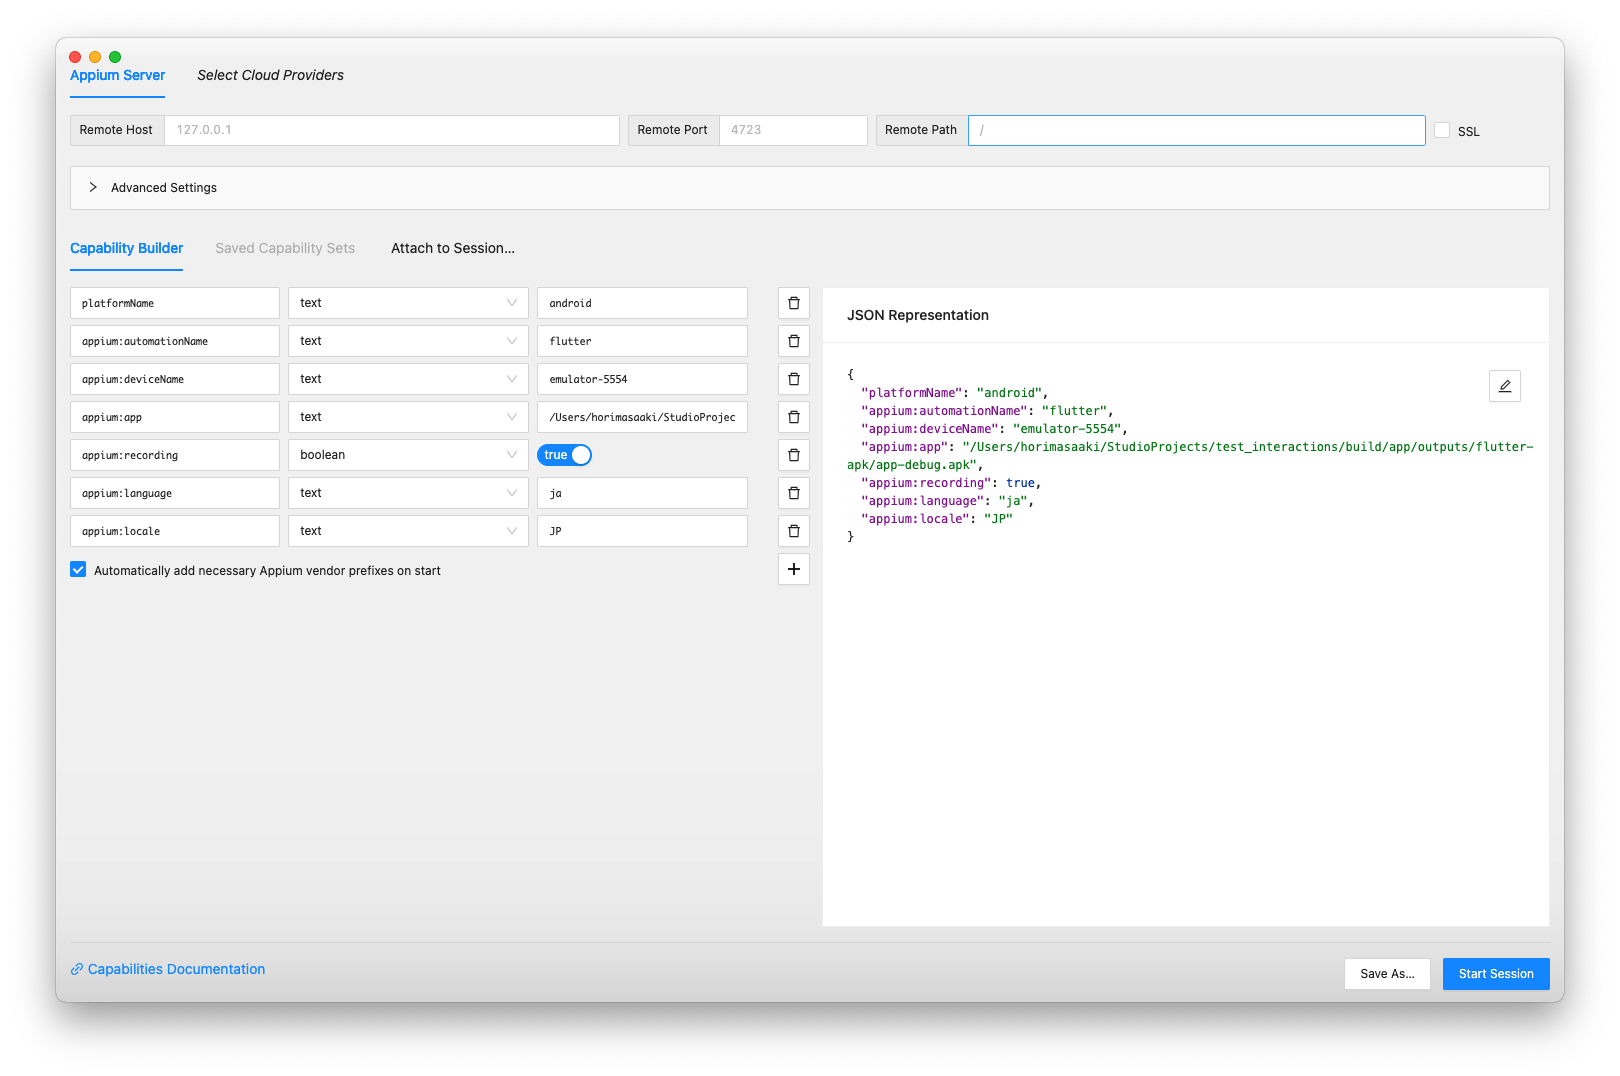 Appium Server
Select Cloud Providers
Remote Host
127.0.0.1
Remote Port
4723
Remote Path
/
SSL
Advanced Settings
Capability Builder
Saved Capability Sets
Attach to Session...
platformName
text
android
appium:automationName
text
flutter
appium:deviceName
text
emulator-5554
appium:app
text
/Users/horimasaaki/StudioProjec
appium:recording
boolean
true
appium:language
text
ja
appium:locale
text
JP
Automatically add necessary Appium vendor prefixes on start
JSON Representation
{
"platformName": "android",
"appium:automationName": "flutter",
"appium:deviceName": "emulator-5554",
"appium:app": "/Users/horimasaaki/StudioProjects/test_interactions/build/app/outputs/flutter-
apk/app-debug.apk",
"appium:recording": true,
"appium:language": "ja",
"appium:locale": "JP"
}
Capabilities Documentation
Save As...
Start Session